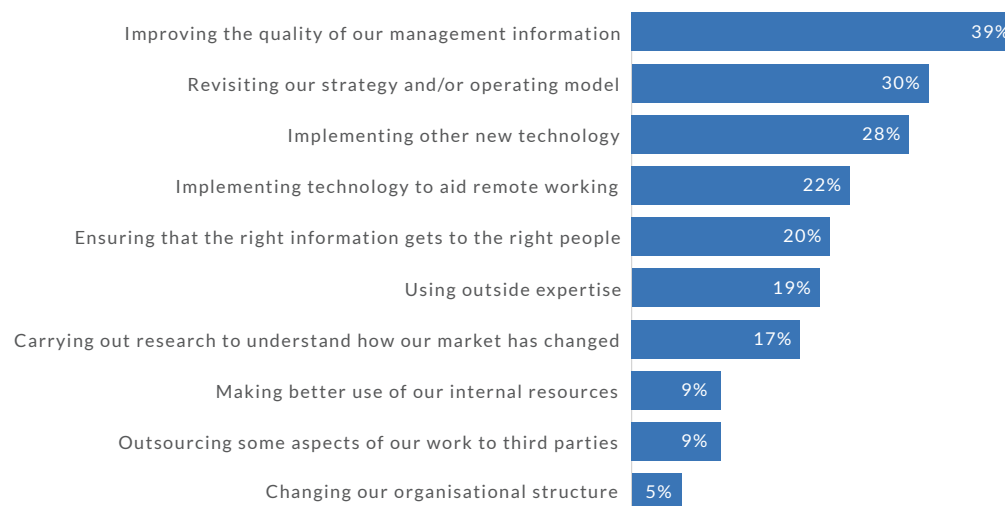 Improving the quality of our management information 39%
Revisiting our strategy and/or operating model 30%
Implementing other new technology 28%
Implementing technology to aid remote working 22%
Ensuring that the right information gets to the right people 20%
Using outside expertise 19%
Carrying out research to understand how our market has changed 17%
Making better use of our internal resources 9%
Outsourcing some aspects of our work to third parties 9%
Changing our organisational structure 5%